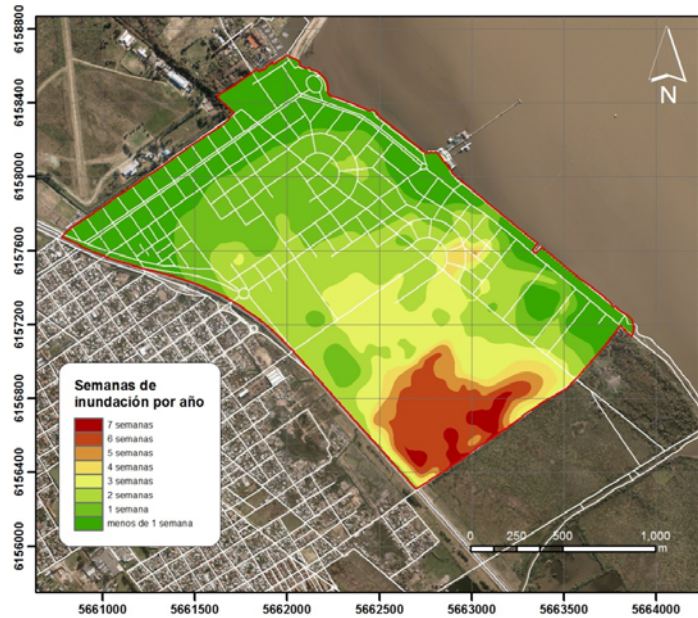 6158800
6158400
6158000
6157600
6157200
6156800
6156400
6156000
N
Semanas de
inundación por año
7 semanas
6 semanas
5 semanas
4 semanas
3 semanas
2 semanas
1 semana
menos de 1 semana
0 250 500 1,000
m
5661000 5661500 5662000 5662500 5663000 5663500 5664000